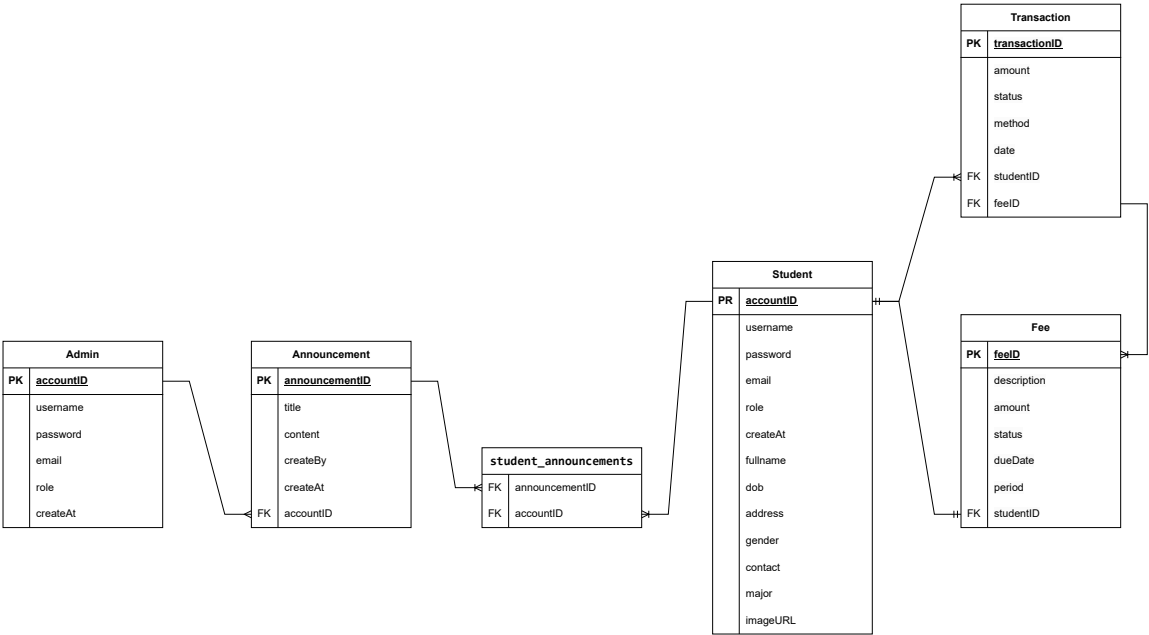 Transaction
PK transactionID
amount
status
method
date
FK studentID
FK feeID
Student
PR accountID
username
password
email
role
createAt
fullname
dob
address
gender
contact
major
imageURL
Fee
PK feeID
description
amount
status
dueDate
period
FK studentID
Admin
PK accountID
username
password
email
role
createAt
Announcement
PK announcementID
title
content
createBy
createAt
FK accountID
student_announcements
FK announcementID
FK accountID